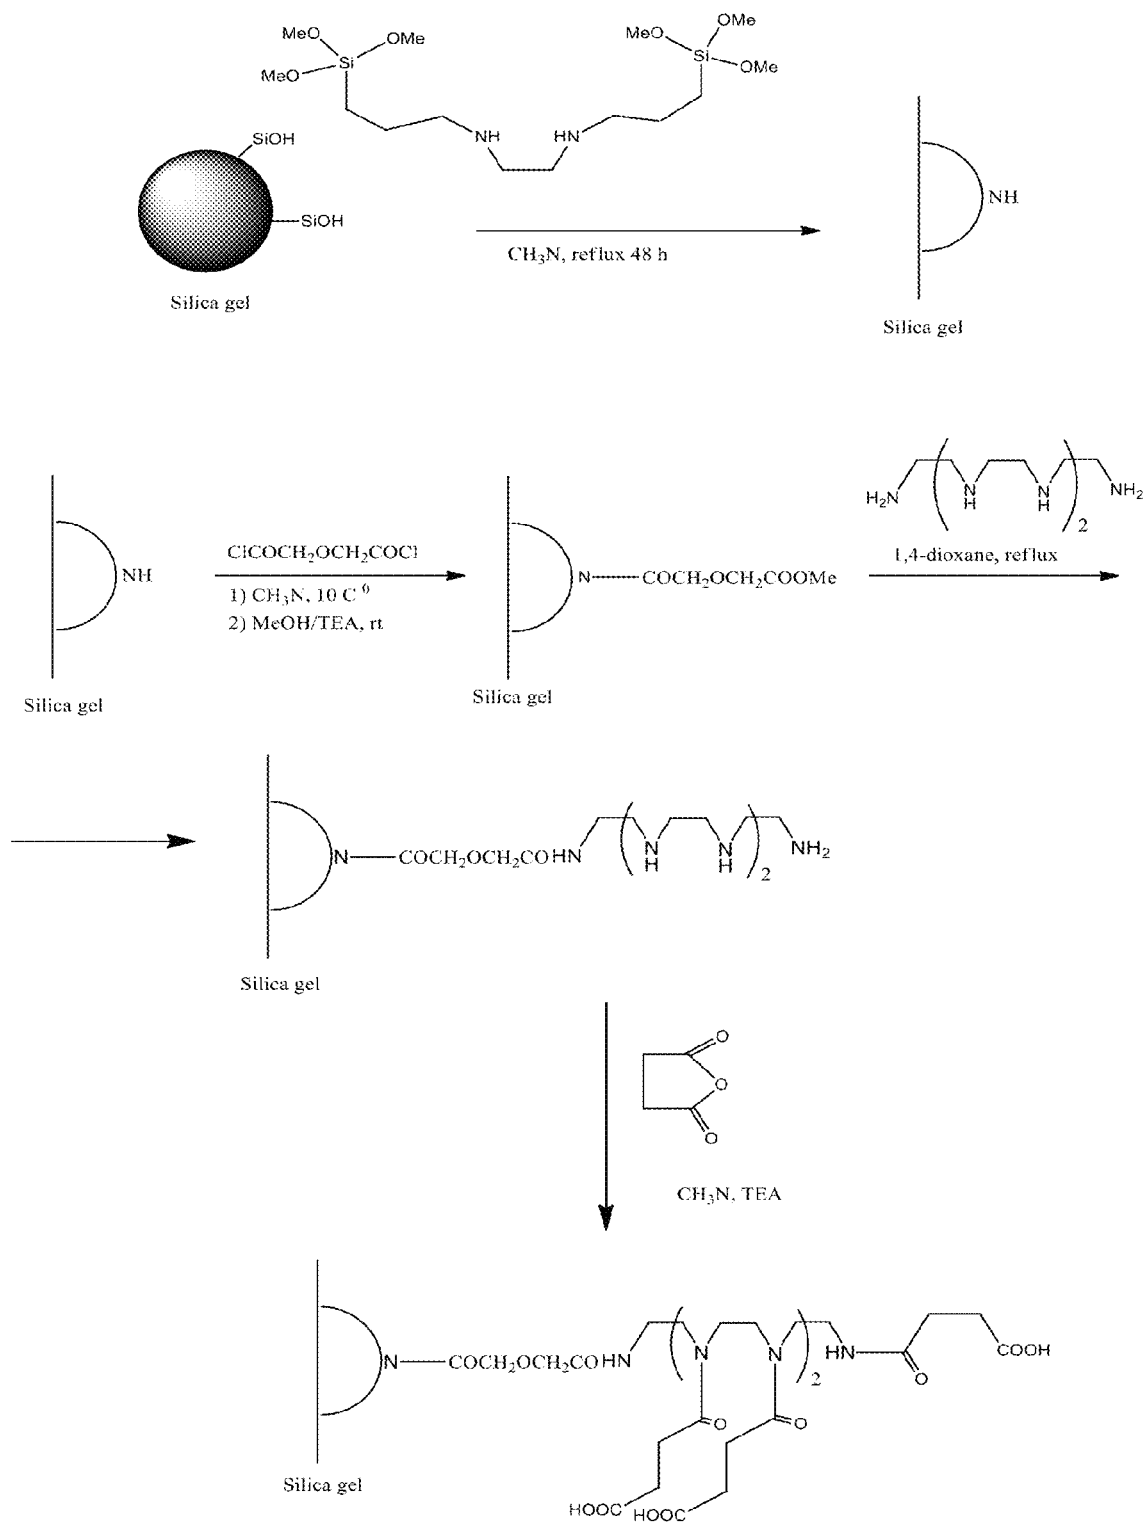 MeO OMe
MeO Si
MeO OMe
Si OMe
NH HN
SiOH
SiOH
NH
CH₃N, reflux 48 h
Silica gel
Silica gel
H₂N N H N H 2 NH₂
ClCOCH₂OCH₂COCl
1,4-dioxane, reflux
NH
N COCH₂OCH₂COOMe
1) CH₃N, 10 C⁰
2) MeOH/TEA, rt
Silica gel
Silica gel
N COCH₂OCH₂COHN N H N H 2 NH₂
Silica gel
O
O
O
CH₃N, TEA
N COCH₂OCH₂COHN N N 2 HN O COOH
O O
Silica gel
HOOC HOOC